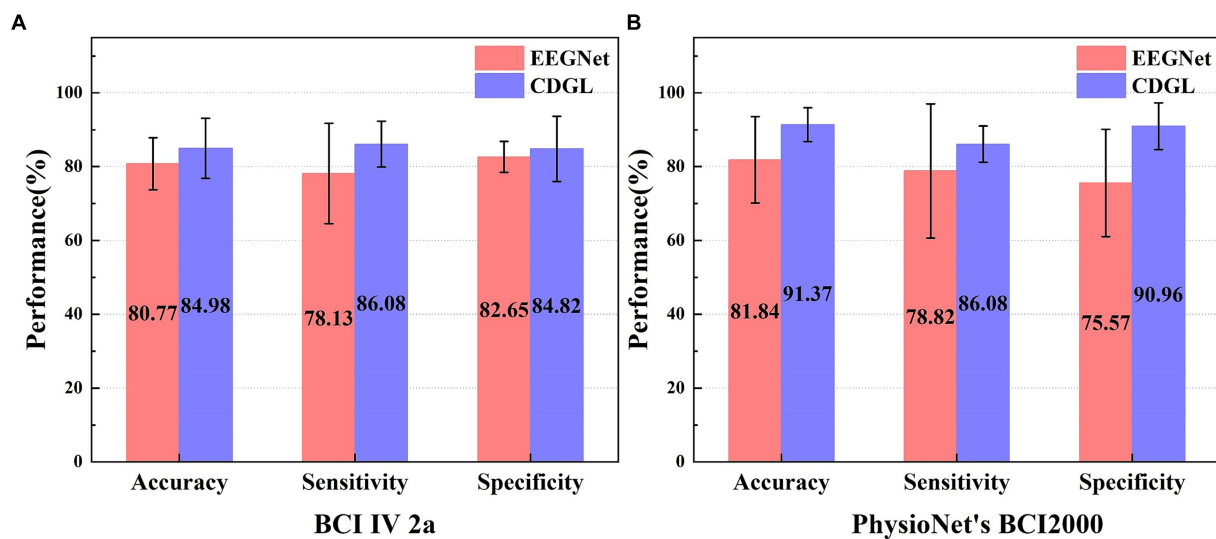 A
Performance(%)
100
80
60
40
20
0
EEGNet
CDGL
80.77
84.98
78.13
86.08
82.65
84.82
Accuracy
Sensitivity
Specificity
BCI IV 2a
B
Performance(%)
100
80
60
40
20
0
EEGNet
CDGL
81.84
91.37
78.82
86.08
75.57
90.96
Accuracy
Sensitivity
Specificity
PhysioNet's BCI2000